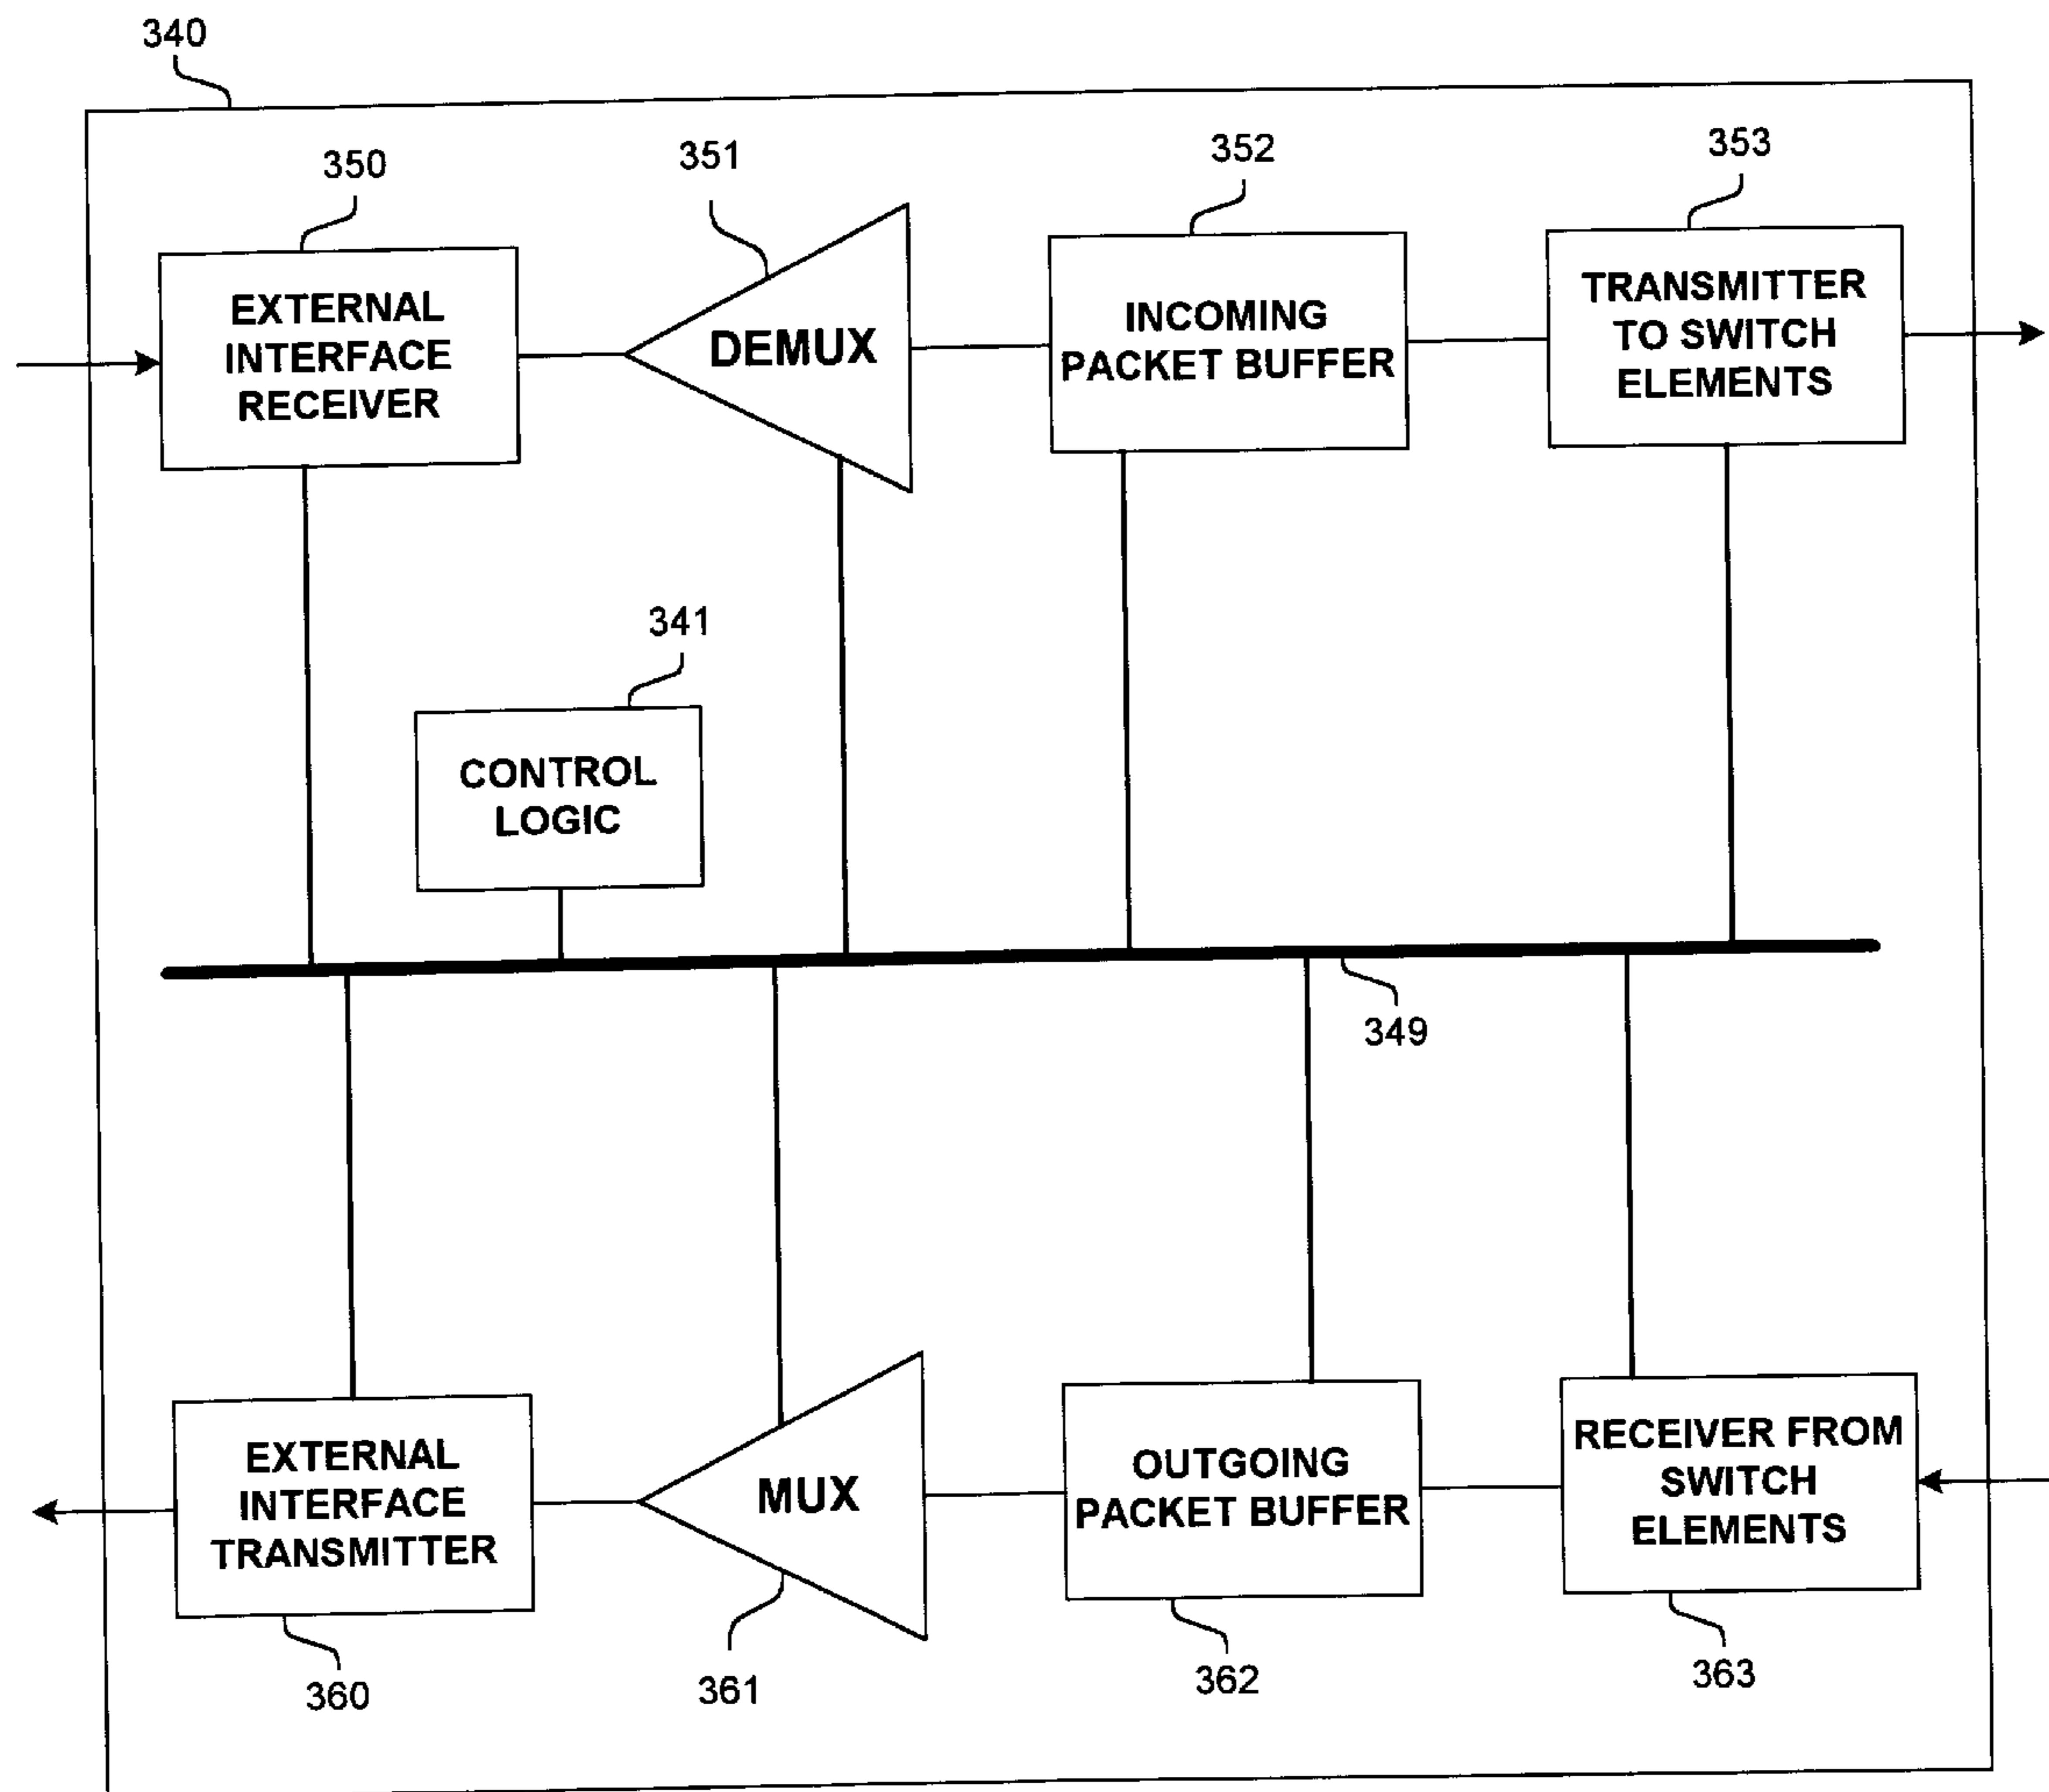 340
350
351
352
353
EXTERNAL
INTERFACE
RECEIVER
DEMUX
INCOMING
PACKET BUFFER
TRANSMITTER
TO SWITCH
ELEMENTS
341
CONTROL
LOGIC
349
EXTERNAL
INTERFACE
TRANSMITTER
MUX
OUTGOING
PACKET BUFFER
RECEIVER FROM
SWITCH
ELEMENTS
360
361
362
363